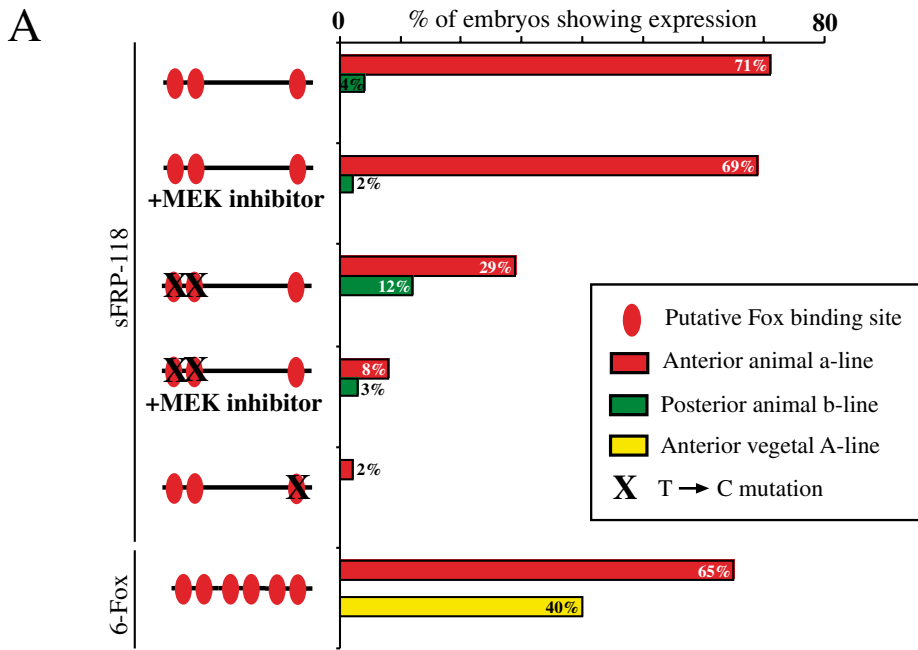 A
% of embryos showing expression
0
80
71%
4%
69%
2%
+MEK inhibitor
sFRP-118
X X
29%
12%
X X
8%
3%
+MEK inhibitor
X
2%
6-Fox
65%
40%
Putative Fox binding site
Anterior animal a-line
Posterior animal b-line
Anterior vegetal A-line
X T → C mutation